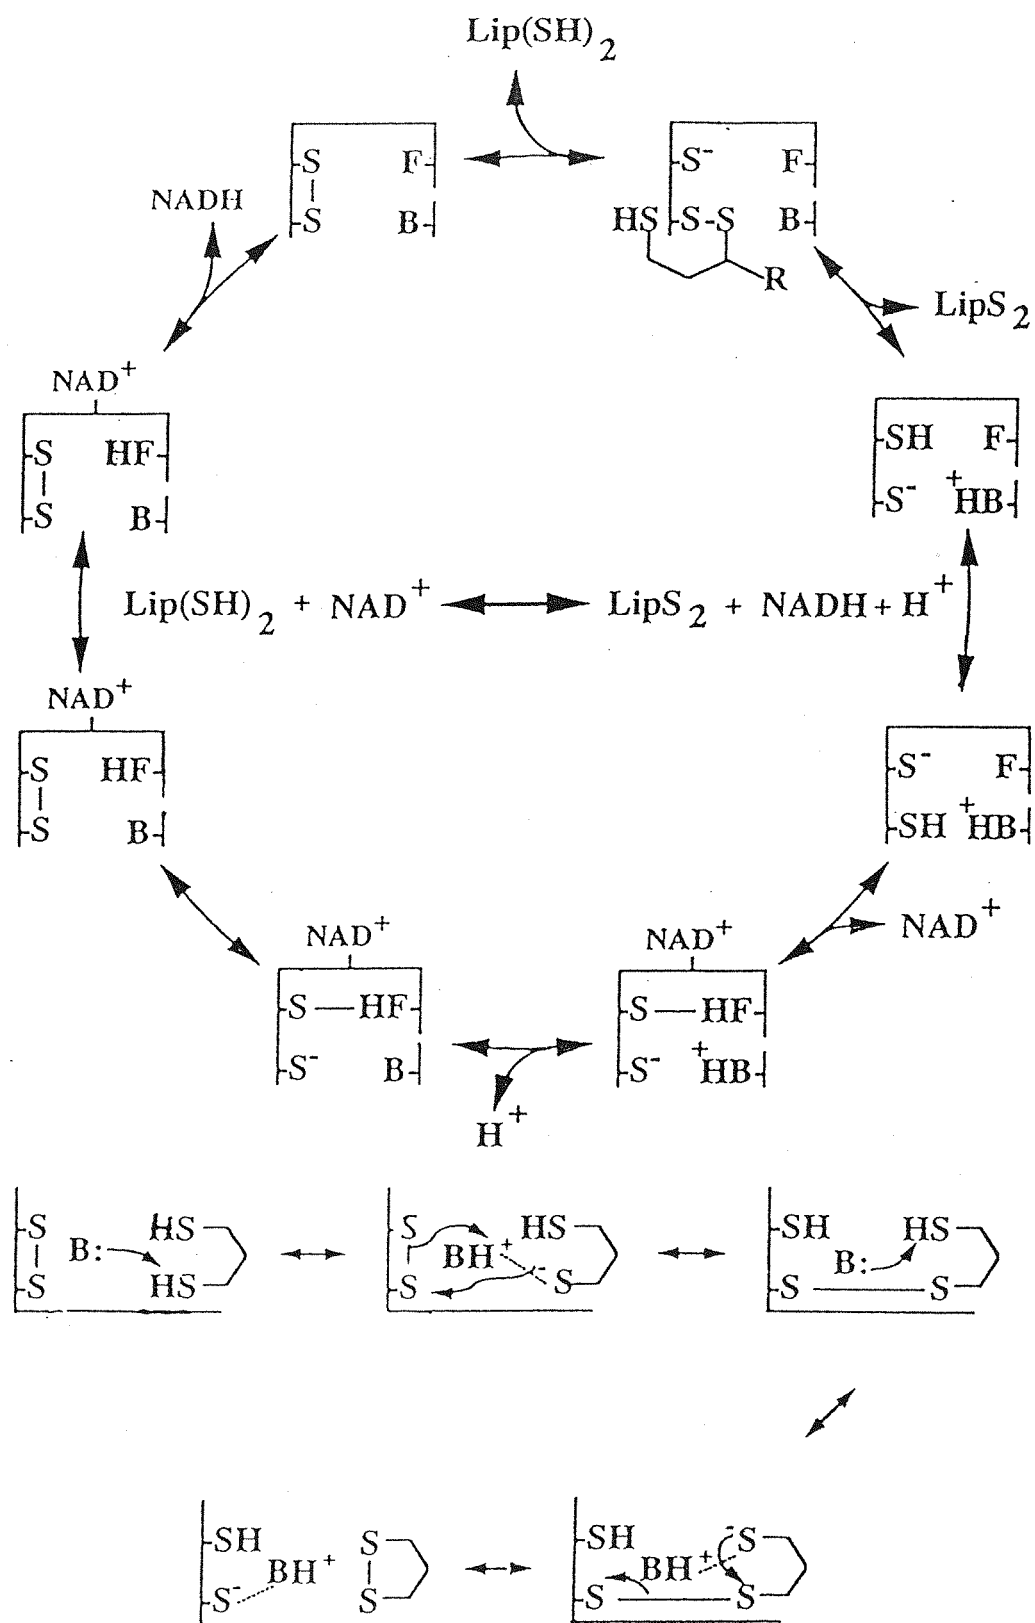 Lip(SH)2
S F
S B
S- F
HS S-S B
R
NADH
LipS2
NAD+
S HF
S B
SH F
S- +HB
Lip(SH)2 + NAD+ LipS2 + NADH + H+
NAD+
S HF
S B
S- F
SH +HB
NAD+
NAD+
S HF
S- B
NAD+
S HF
S- +HB
H+
S HS
B:
S HS
S HS
BH+ -
S S
SH HS
B:
S S
SH S
BH+
S- S
SH -S
BH+
S S